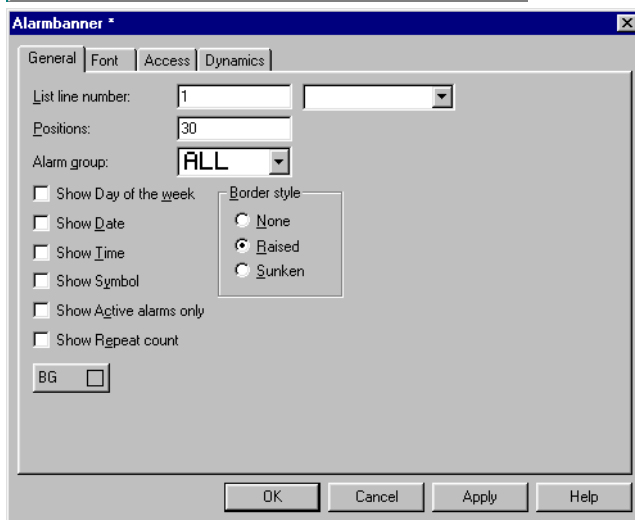 Alarmbanner *
General Font Access Dynamics
List line number: 1
Positions: 30
Alarm group: ALL
Show Day of the week
Border style
Show Date
None
Show Time
Raised
Show Symbol
Sunken
Show Active alarms only
Show Repeat count
BG
OK Cancel Apply Help